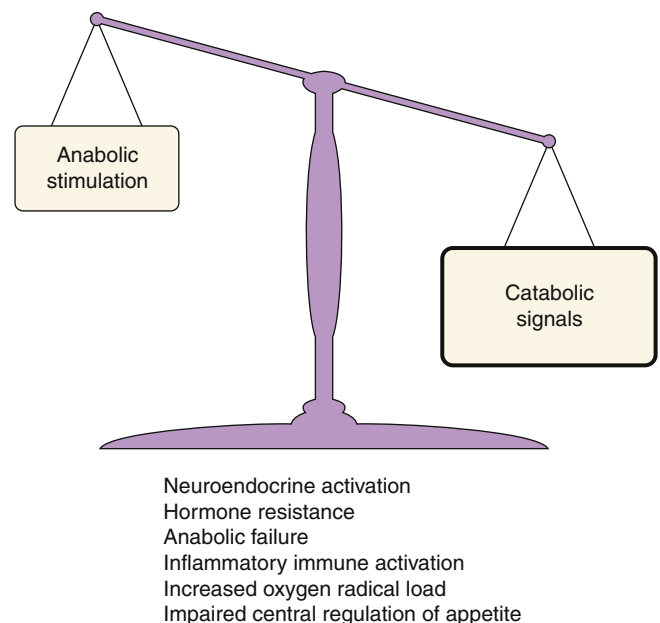 Anabolic
stimulation
Catabolic
signals
Neuroendocrine activation
Hormone resistance
Anabolic failure
Inflammatory immune activation
Increased oxygen radical load
Impaired central regulation of appetite